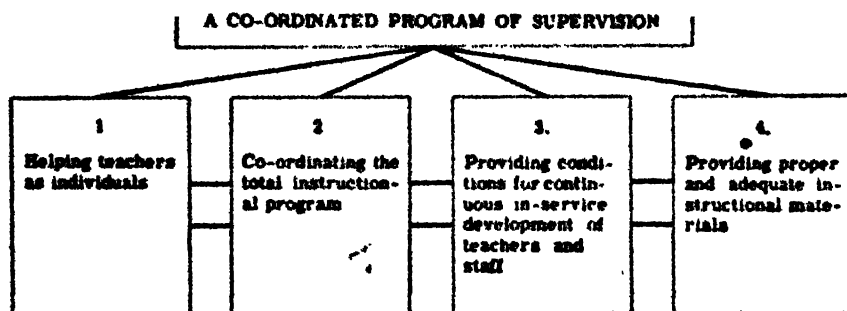 A CO-ORDINATED PROGRAM OF SUPERVISION
1
Helping teachers
as individuals
2
Co-ordinating the
total instruction-
al program
3.
Providing condi-
tions for contin-
uous in-service
development of
teachers and
staff
4.
Providing proper
and adequate in-
structional mate-
rials